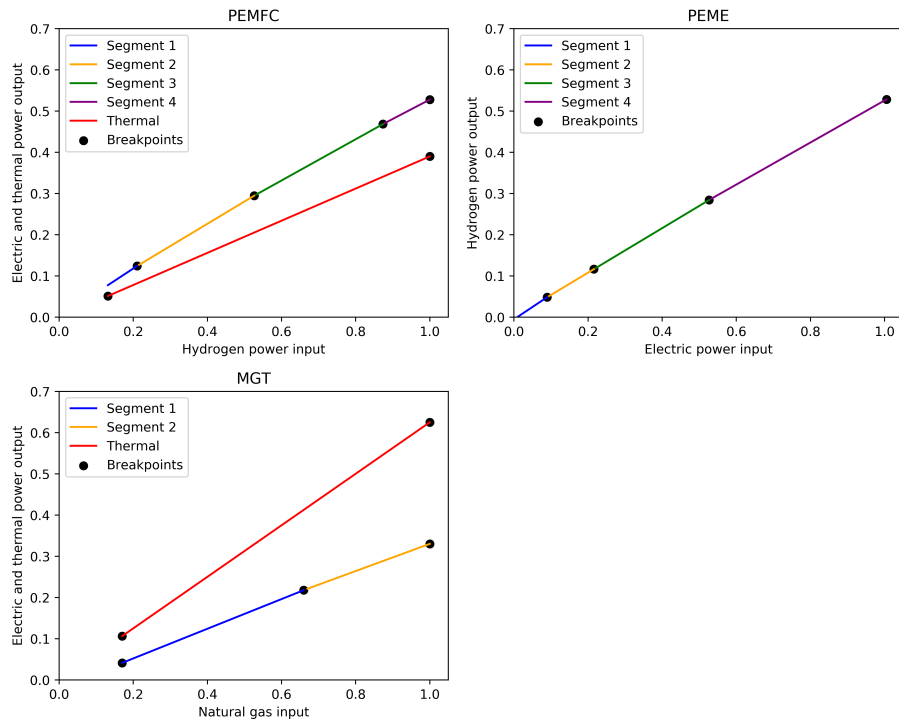 PEMFC
Electric and thermal power output
0.7
0.6
0.5
0.4
0.3
0.2
0.1
0.0
Segment 1
Segment 2
Segment 3
Segment 4
Thermal
Breakpoints
0.0 0.2 0.4 0.6 0.8 1.0
Hydrogen power input
PEME
Hydrogen power output
0.7
0.6
0.5
0.4
0.3
0.2
0.1
0.0
Segment 1
Segment 2
Segment 3
Segment 4
Breakpoints
0.0 0.2 0.4 0.6 0.8 1.0
Electric power input
MGT
Electric and thermal power output
0.7
0.6
0.5
0.4
0.3
0.2
0.1
0.0
Segment 1
Segment 2
Thermal
Breakpoints
0.0 0.2 0.4 0.6 0.8 1.0
Natural gas input